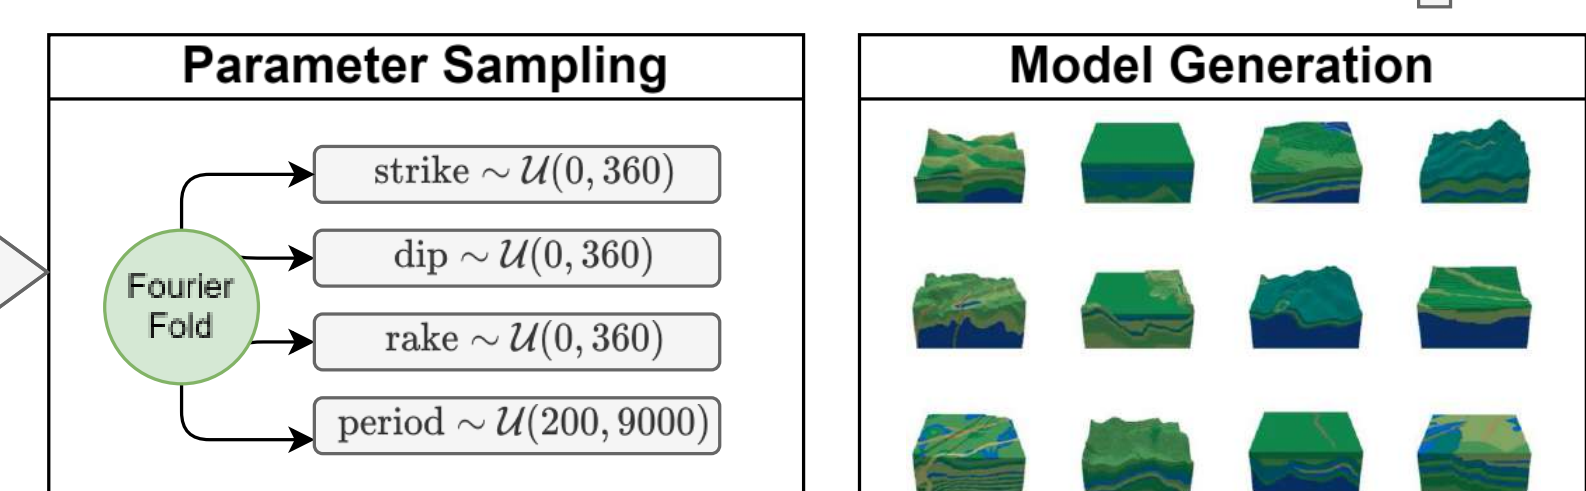 Parameter Sampling
strike ∼ 𝒰(0, 360)
dip ∼ 𝒰(0, 360)
rake ∼ 𝒰(0, 360)
period ∼ 𝒰(200, 9000)
Fourier
Fold
Model Generation